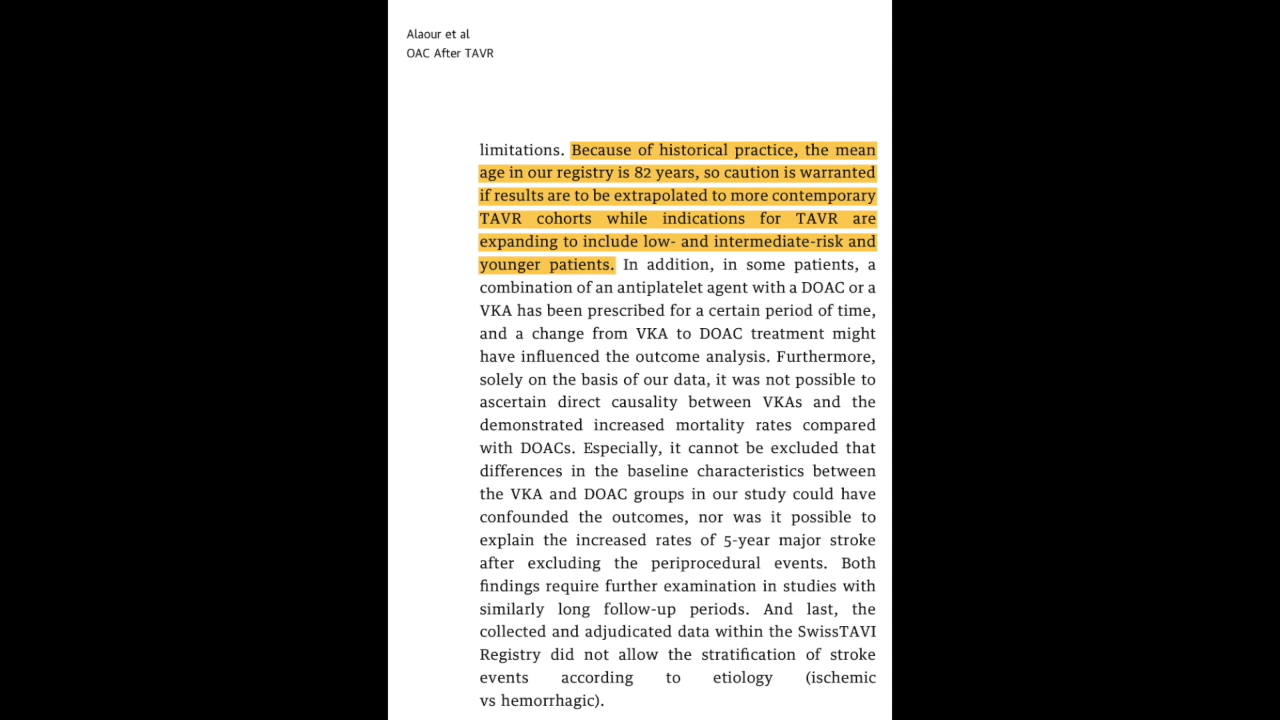 Alaour et al
OAC After TAVR
limitations. Because of historical practice, the mean
age in our registry is 82 years, so caution is warranted
if results are to be extrapolated to more contemporary
TAVR cohorts while indications for TAVR are
expanding to include low- and intermediate-risk and
younger patients. In addition, in some patients, a
combination of an antiplatelet agent with a DOAC or a
VKA has been prescribed for a certain period of time,
and a change from VKA to DOAC treatment might
have influenced the outcome analysis. Furthermore,
solely on the basis of our data, it was not possible to
ascertain direct causality between VKAs and the
demonstrated increased mortality rates compared
with DOACs. Especially, it cannot be excluded that
differences in the baseline characteristics between
the VKA and DOAC groups in our study could have
confounded the outcomes, nor was it possible to
explain the increased rates of 5-year major stroke
after excluding the periprocedural events. Both
findings require further examination in studies with
similarly long follow-up periods. And last, the
collected and adjudicated data within the SwissTAVI
Registry did not allow the stratification of stroke
events according to etiology (ischemic
vs hemorrhagic).